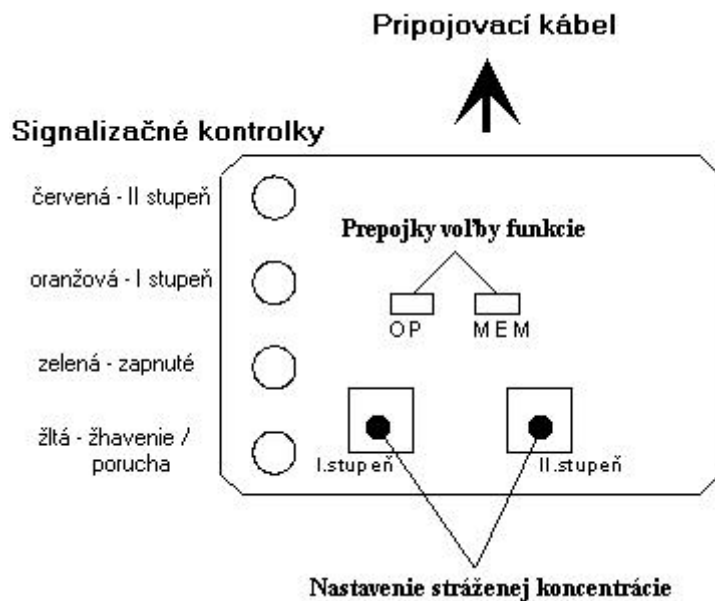 Pripojovací kábel
Signalizačné kontrolky
červená - II stupeň
Prepojky voľby funkcie
oranžová - I stupeň
OP
MEM
zelená - zapnuté
žltá - žhavenie /
porucha
I.stupeň
II.stupeň
Nastavenie stráženej koncentrácie